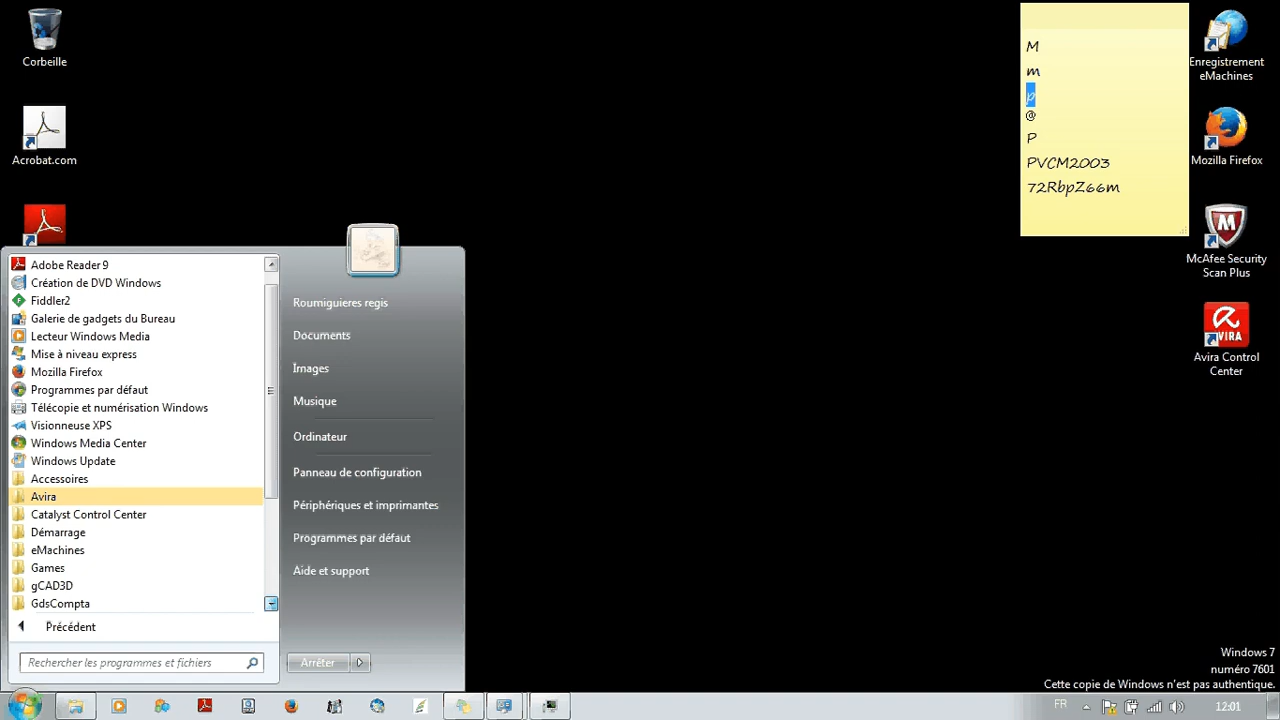 Corbeille
Acrobat.com
M
m
p
@
P
PVCM2003
72RbpZ66m
Enregistrement
eMachines
Mozilla Firefox
McAfee Security
Scan Plus
VIRA
Avira Control
Center
Adobe Reader 9
Création de DVD Windows
Fiddler2
Galerie de gadgets du Bureau
Lecteur Windows Media
Mise à niveau express
Mozilla Firefox
Programmes par défaut
Télécopie et numérisation Windows
Visionneuse XPS
Windows Media Center
Windows Update
Accessoires
Avira
Catalyst Control Center
Démarrage
eMachines
Games
gCAD3D
GdsCompta
Précédent
Rechercher les programmes et fichiers
Roumiguieres regis
Documents
Images
Musique
Ordinateur
Panneau de configuration
Périphériques et imprimantes
Programmes par défaut
Aide et support
Arrêter
Windows 7
numéro 7601
Cette copie de Windows n'est pas authentique.
FR
12:01